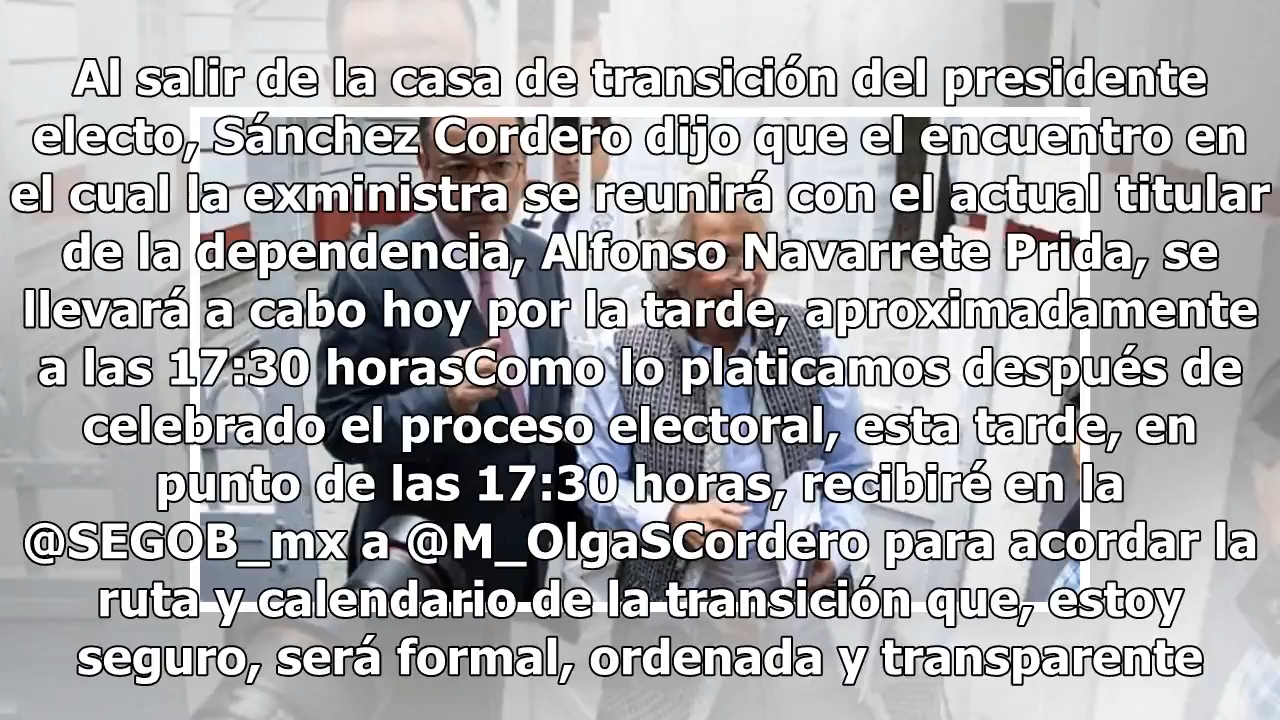 Al salir de la casa de transición del presidente
electo, Sánchez Cordero dijo que el encuentro en
el cual la exministra se reunirá con el actual titular
de la dependencia, Alfonso Navarrete Prida, se
llevará a cabo hoy por la tarde, aproximadamente
a las 17:30 horasComo lo platicamos después de
celebrado el proceso electoral, esta tarde, en
punto de las 17:30 horas, recibiré en la
@SEGOB_mx a @M_OlgaSCordero para acordar la
ruta y calendario de la transición que, estoy
seguro, será formal, ordenada y transparente